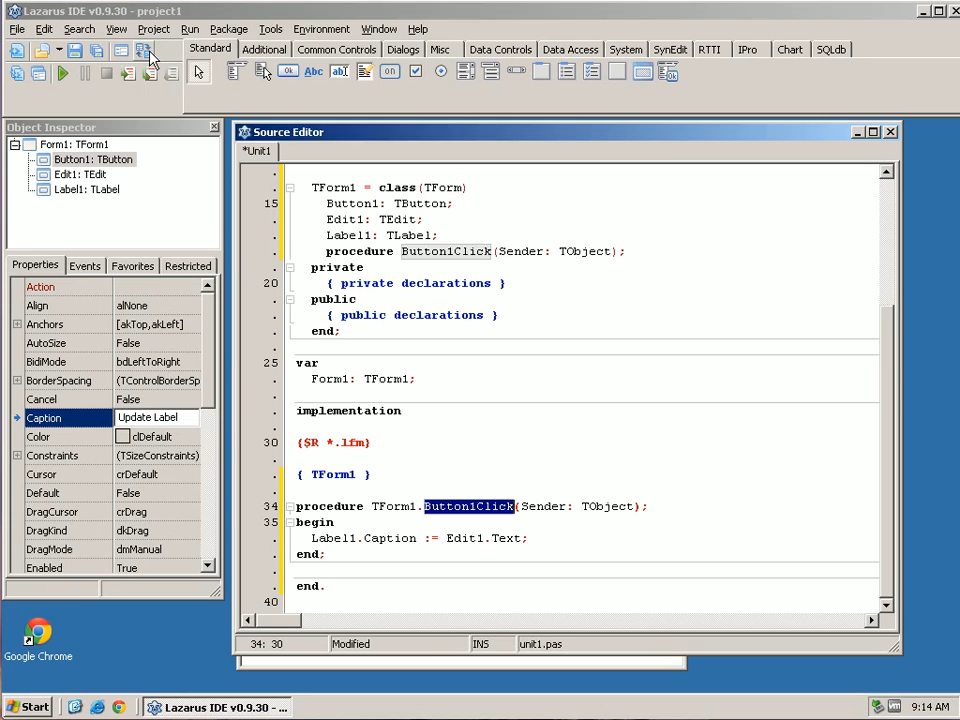 Lazarus IDE v0.9.30 - project1
File Edit Search View Project Run Package Tools Environment Window Help
Standard Additional Common Controls Dialogs Misc Data Controls Data Access System SynEdit RTTI IPro Chart SQLdb
Ok Abc ab on Ok
Object Inspector
Form1: TForm1
Button1: TButton
Edit1: TEdit
Label1: TLabel
Properties Events Favorites Restricted
Action
Align alNone
Anchors [akTop,akLeft]
AutoSize False
BidiMode bdLeftToRight
BorderSpacing (TControlBorderSp
Cancel False
Caption Update Label
Color clDefault
Constraints (TSizeConstraints)
Cursor crDefault
Default False
DragCursor crDrag
DragKind dkDrag
DragMode dmManual
Enabled True
Source Editor
*Unit1
TForm1 = class(TForm)
15 Button1: TButton;
Edit1: TEdit;
Label1: TLabel;
procedure Button1Click(Sender: TObject);
private
20 { private declarations }
public
{ public declarations }
end;
25 var
Form1: TForm1;
implementation
30 {$R *.lfm}
{ TForm1 }
34 procedure TForm1.Button1Click(Sender: TObject);
35 begin
Label1.Caption := Edit1.Text;
end;
end.
40
34: 30 Modified INS unit1.pas
Google Chrome
Start Lazarus IDE v0.9.30 - ... 9:14 AM